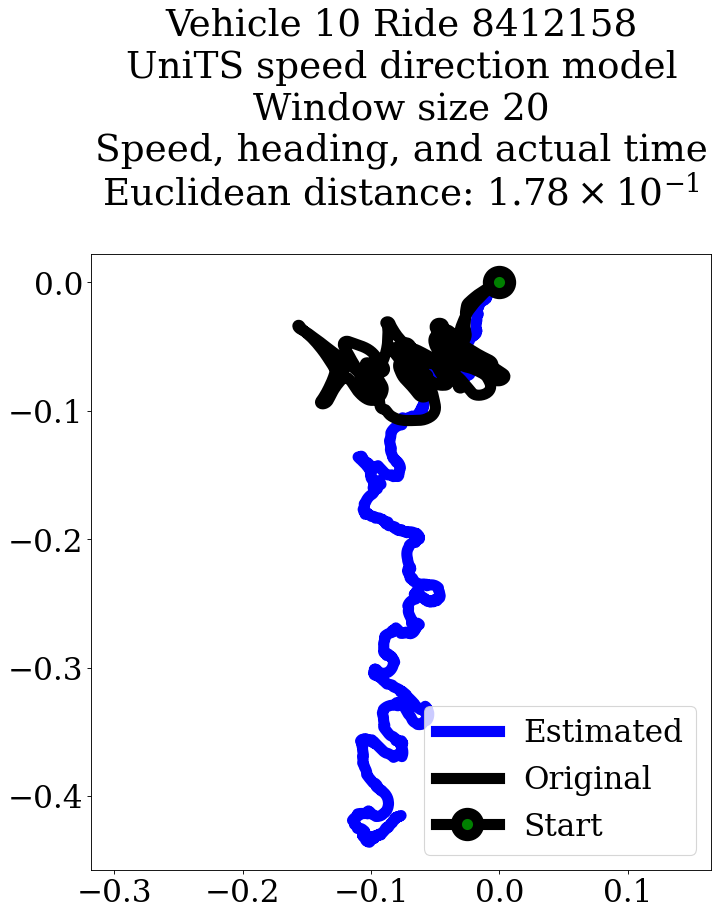 Vehicle 10 Ride 8412158
UniTS speed direction model
Window size 20
Speed, heading, and actual time
Euclidean distance: 1.78 × 10⁻¹
0.0
−0.1
−0.2
−0.3
−0.4
Estimated
Original
Start
−0.3 −0.2 −0.1 0.0 0.1